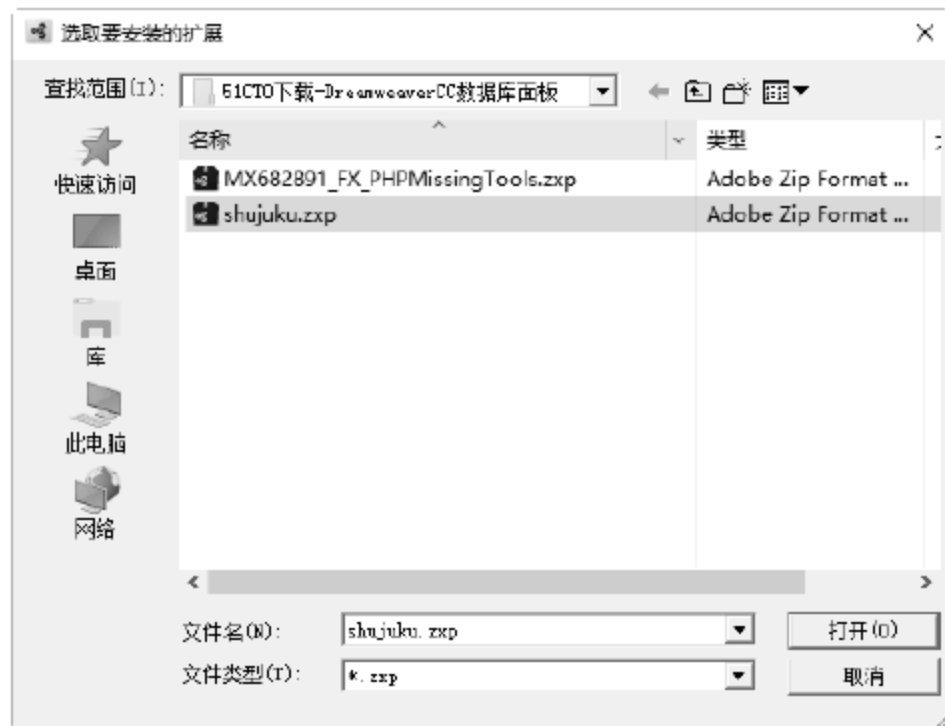 选取要安装的扩展
查找范围(I): 51CTO下载-DreamweaverCC数据库面板
名称 类型
MX682891_FX_PHPMissingTools.zxp Adobe Zip Format ...
shujuku.zxp Adobe Zip Format ...
快速访问
桌面
库
此电脑
网络
文件名(N): shujuku.zxp 打开(O)
文件类型(T): *.zxp 取消